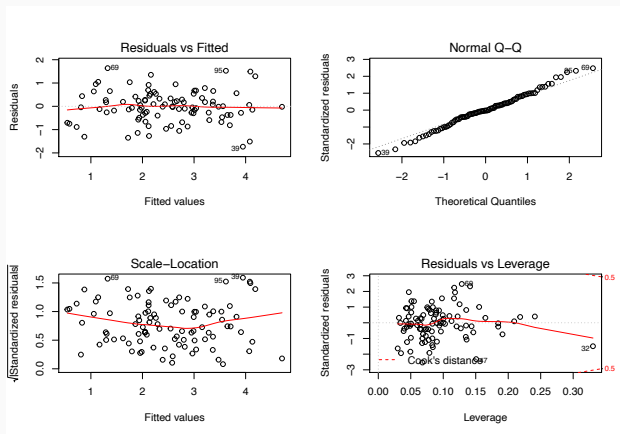 Residuals vs Fitted
Residuals
2
1
0
-1
-2
69
95
39
1 2 3 4
Fitted values
Normal Q-Q
Standardized residuals
3
2
0
-2
69
95
39
-2 -1 0 1 2
Theoretical Quantiles
Scale-Location
√|Standardized residuals|
1.5
1.0
0.5
0.0
69
95
39
1 2 3 4
Fitted values
Residuals vs Leverage
Standardized residuals
3
2
1
0
-1
-3
69
32
0.5
0.5
Cook's distance
0.00 0.05 0.10 0.15 0.20 0.25 0.30
Leverage